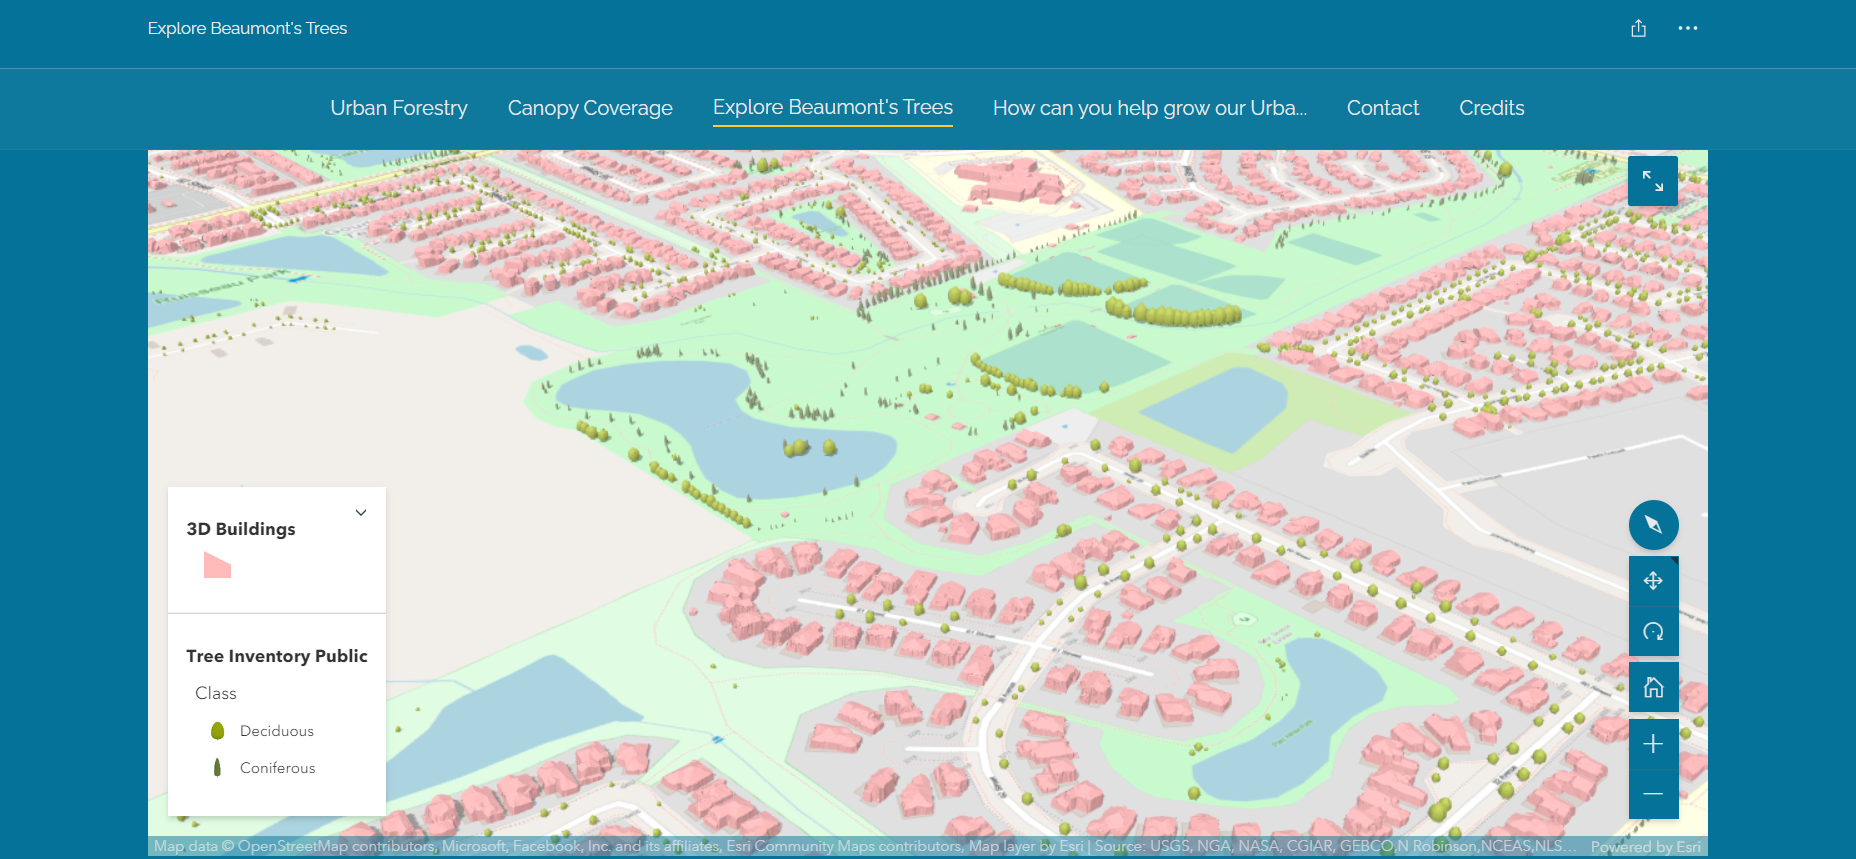 Explore Beaumont's Trees
Urban Forestry
Canopy Coverage
Explore Beaumont's Trees
How can you help grow our Urba...
Contact
Credits
3D Buildings
Tree Inventory Public
Class
Deciduous
Coniferous
Map data © OpenStreetMap contributors, Microsoft, Facebook, Inc. and its affiliates, Esri Community Maps contributors, Map layer by Esri | Source: USGS, NGA, NASA, CGIAR, GEBCO,N Robinson,NCEAS,NLS...
Powered by Esri